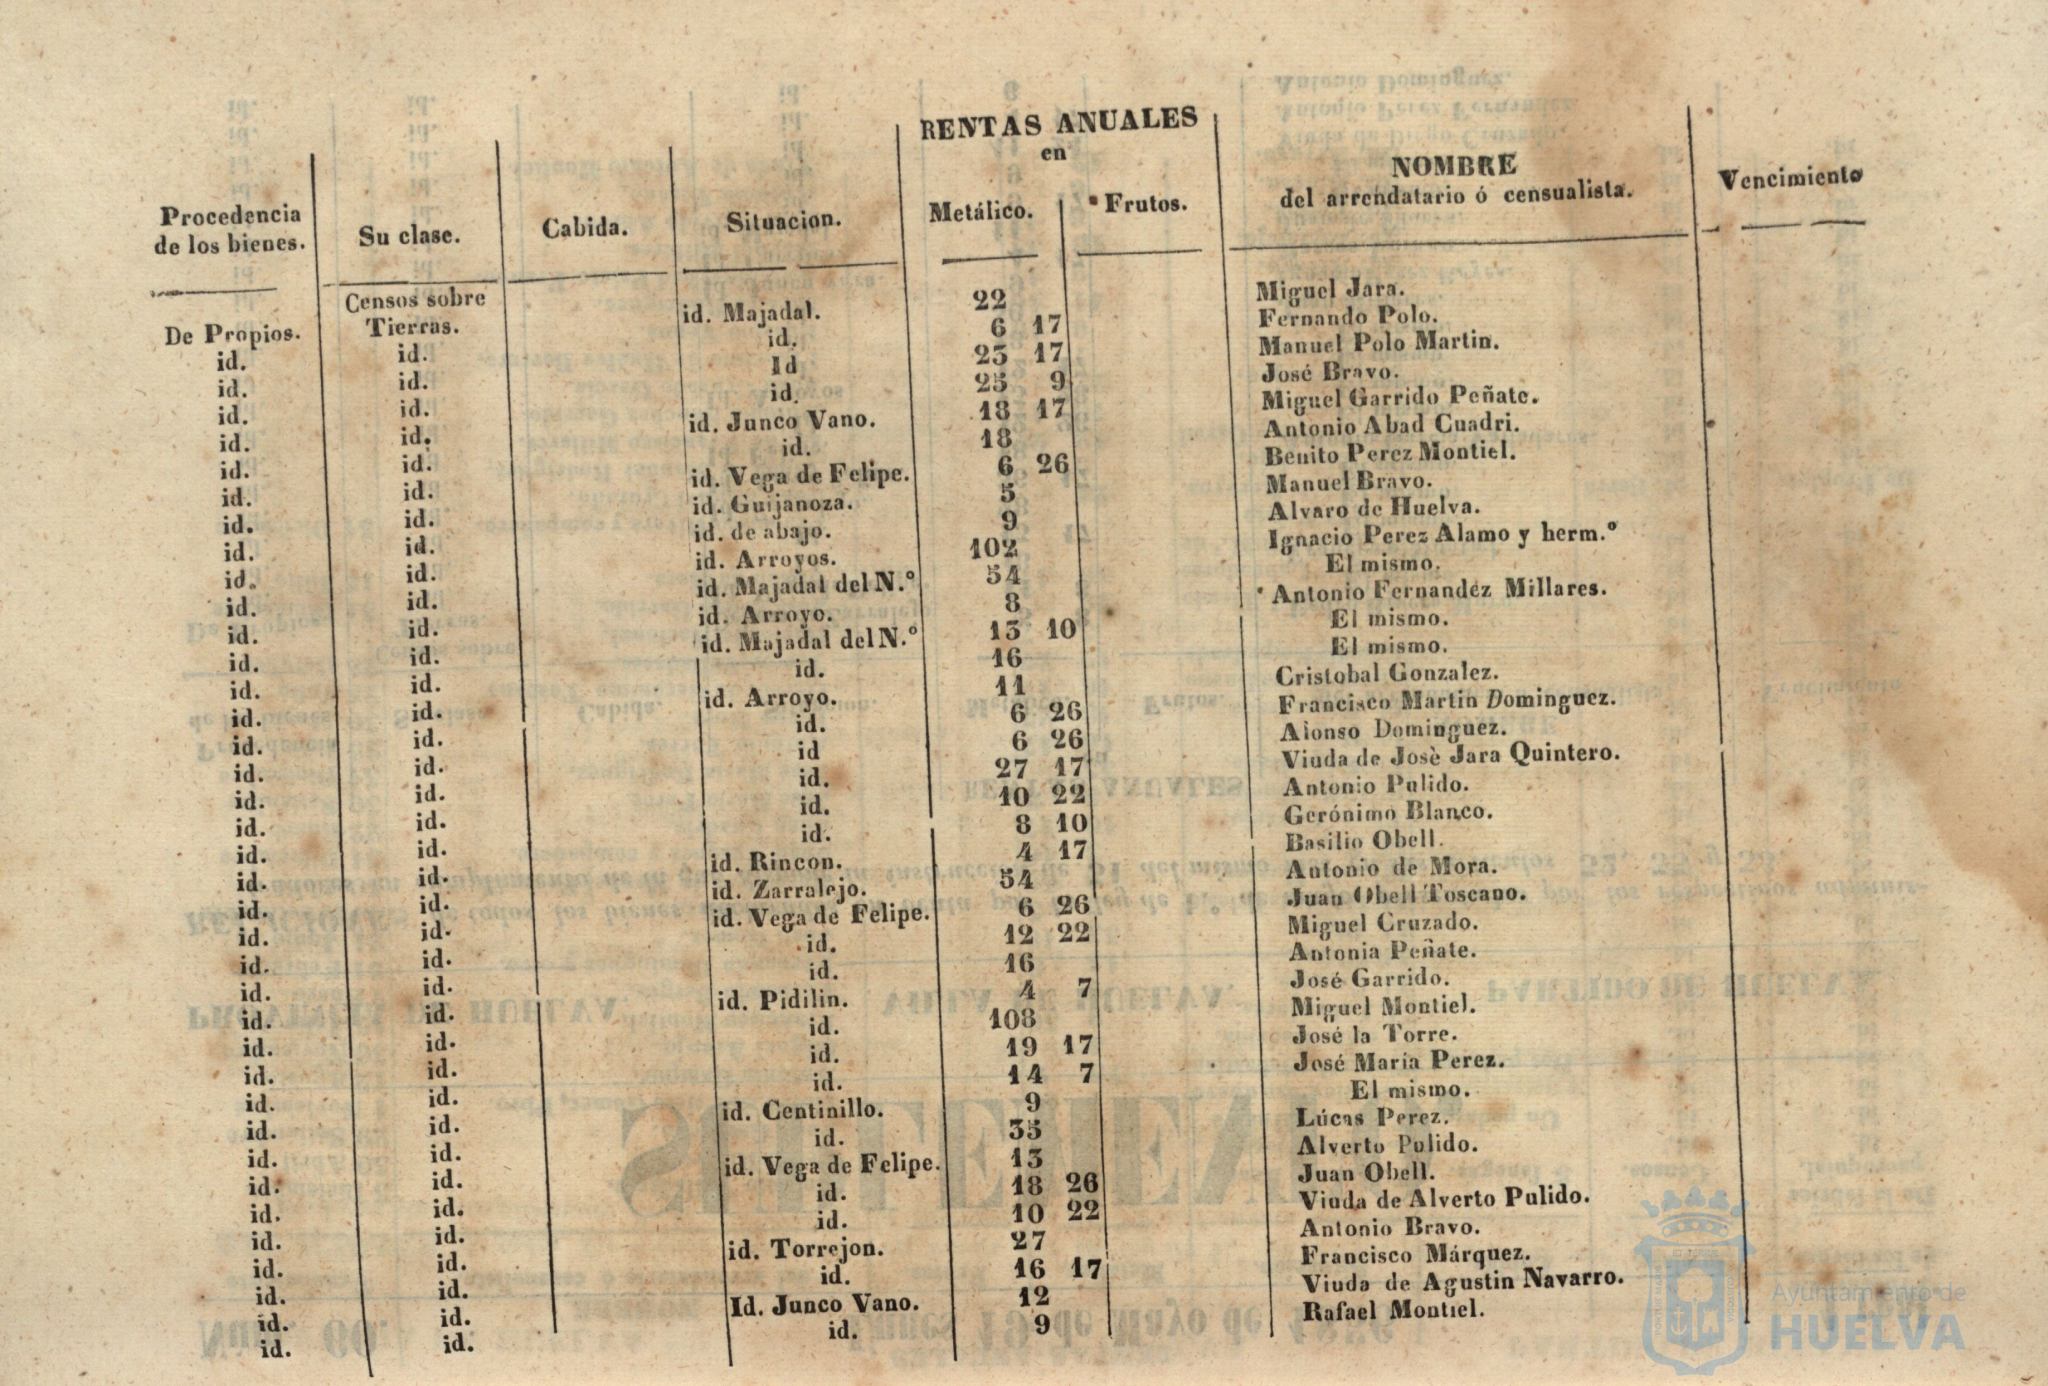 RENTAS ANUALES
en
Procedencia de los bienes. Su clase. Cabida. Situacion. Metálico. Frutos. NOMBRE del arrendatario ó censualista. Vencimiento
Censos sobre
De Propios. Tierras. id. Majadal. 22 Miguel Jara.
id. id. id. 6 17 Fernando Polo.
id. id. Id 23 17 Manuel Polo Martin.
id. id. id. 25 9 José Bravo.
id. id. id. Junco Vano. 18 17 Miguel Garrido Peñate.
id. id. id. 18 Antonio Abad Cuadri.
id. id. id. Vega de Felipe. 6 26 Benito Perez Montiel.
id. id. id. Guijanoza. 5 Manuel Bravo.
id. id. id. de abajo. 9 Alvaro de Huelva.
id. id. id. Arroyos. 102 Ignacio Perez Alamo y herm.º
id. id. id. Majadal del N.º 54 El mismo.
id. id. id. Arroyo. 8 Antonio Fernandez Millares.
id. id. id. Majadal del N.º 13 10 El mismo.
id. id. id. 16 El mismo.
id. id. id. Arroyo. 11 Cristobal Gonzalez.
id. id. id. 6 26 Francisco Martin Dominguez.
id. id. id 6 26 Alonso Dominguez.
id. id. id. 27 17 Viuda de Josè Jara Quintero.
id. id. id. 10 22 Antonio Pulido.
id. id. id. 8 10 Gerónimo Blanco.
id. id. id. Rincon. 4 17 Basilio Obell.
id. id. id. Zarralejo. 54 Antonio de Mora.
id. id. id. Vega de Felipe. 6 26 Juan Obell Toscano.
id. id. id. 12 22 Miguel Cruzado.
id. id. id. 16 Antonia Peñate.
id. id. id. Pidilin. 4 7 José Garrido.
id. id. id. 108 Miguel Montiel.
id. id. id. 19 17 José la Torre.
id. id. id. 14 7 José María Perez.
id. id. id. Centinillo. 9 El mismo.
id. id. id. 35 Lúcas Perez.
id. id. id. Vega de Felipe. 13 Alverto Pulido.
id. id. id. 18 26 Juan Obell.
id. id. id. 10 22 Viuda de Alverto Pulido.
id. id. id. Torrejon. 27 Antonio Bravo.
id. id. id. 16 17 Francisco Márquez.
id. id. Id. Junco Vano. 12 Viuda de Agustin Navarro.
id. id. id. 9 Rafael Montiel.
Ayuntamiento de
HUELVA